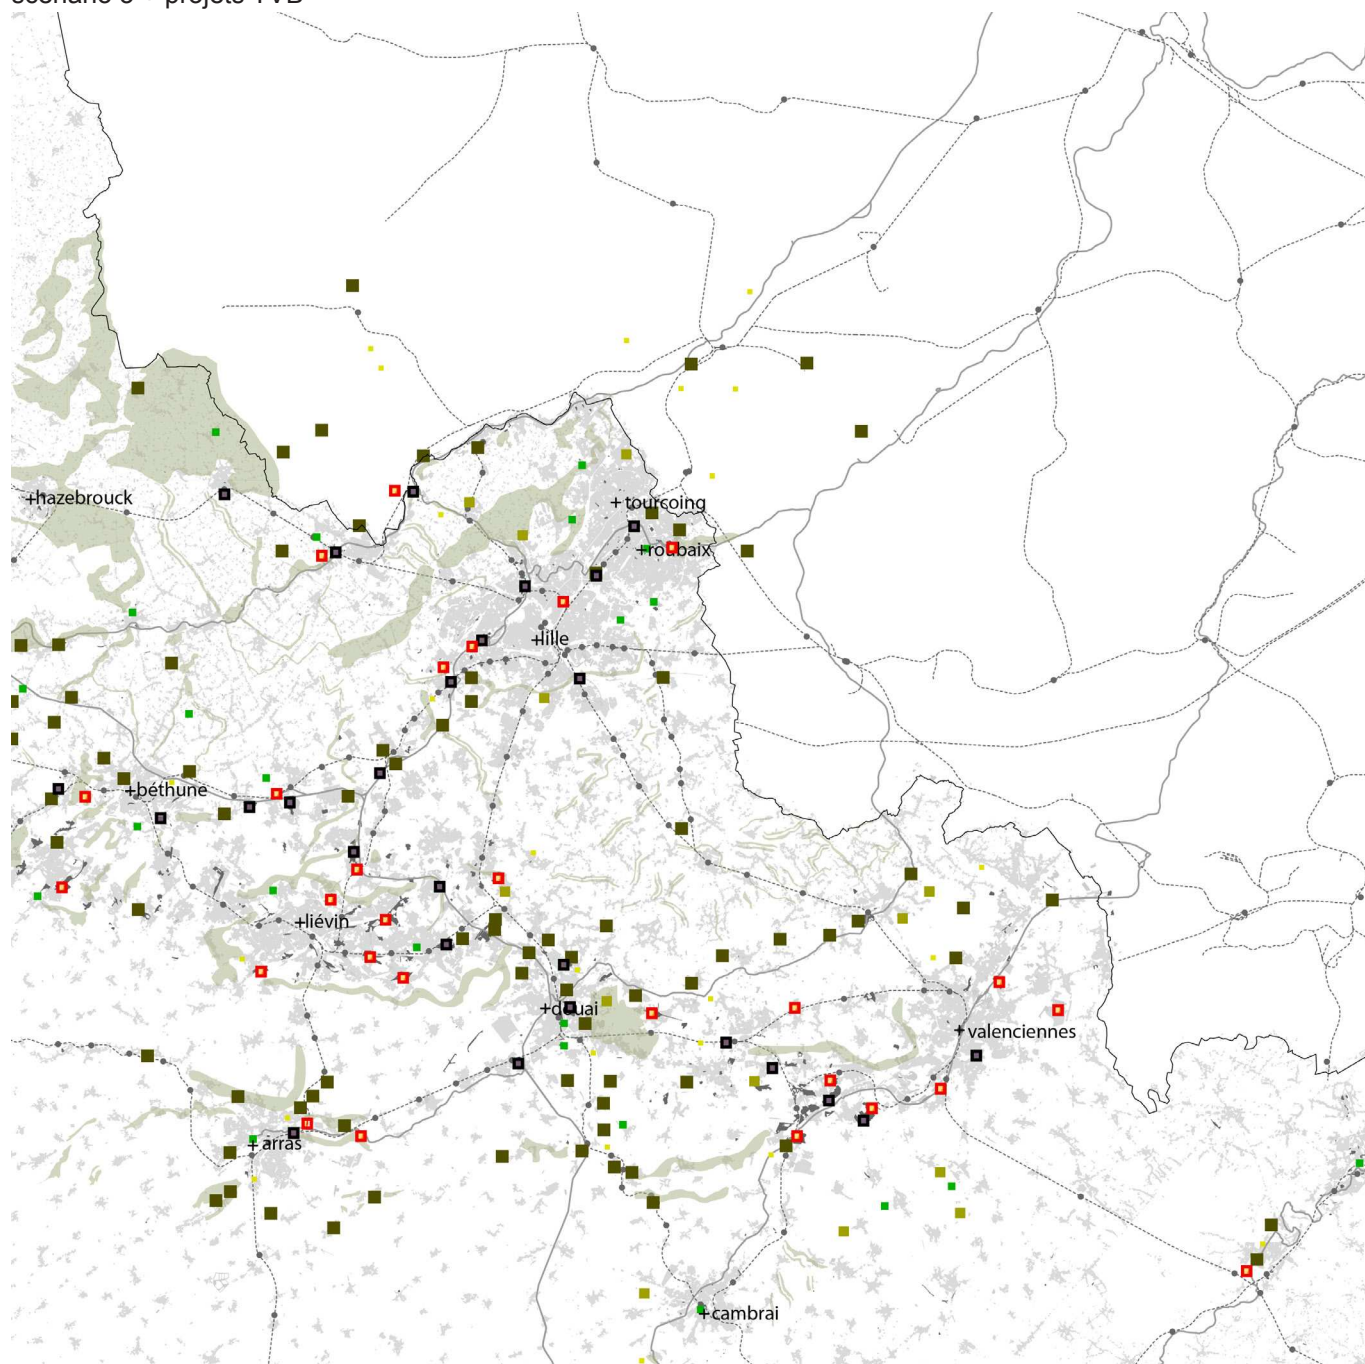 +hazebrouck
+ tourcoing
+roubaix
+lille
+béthune
+liévin
+douai
+ valenciennes
+ arras
+cambrai